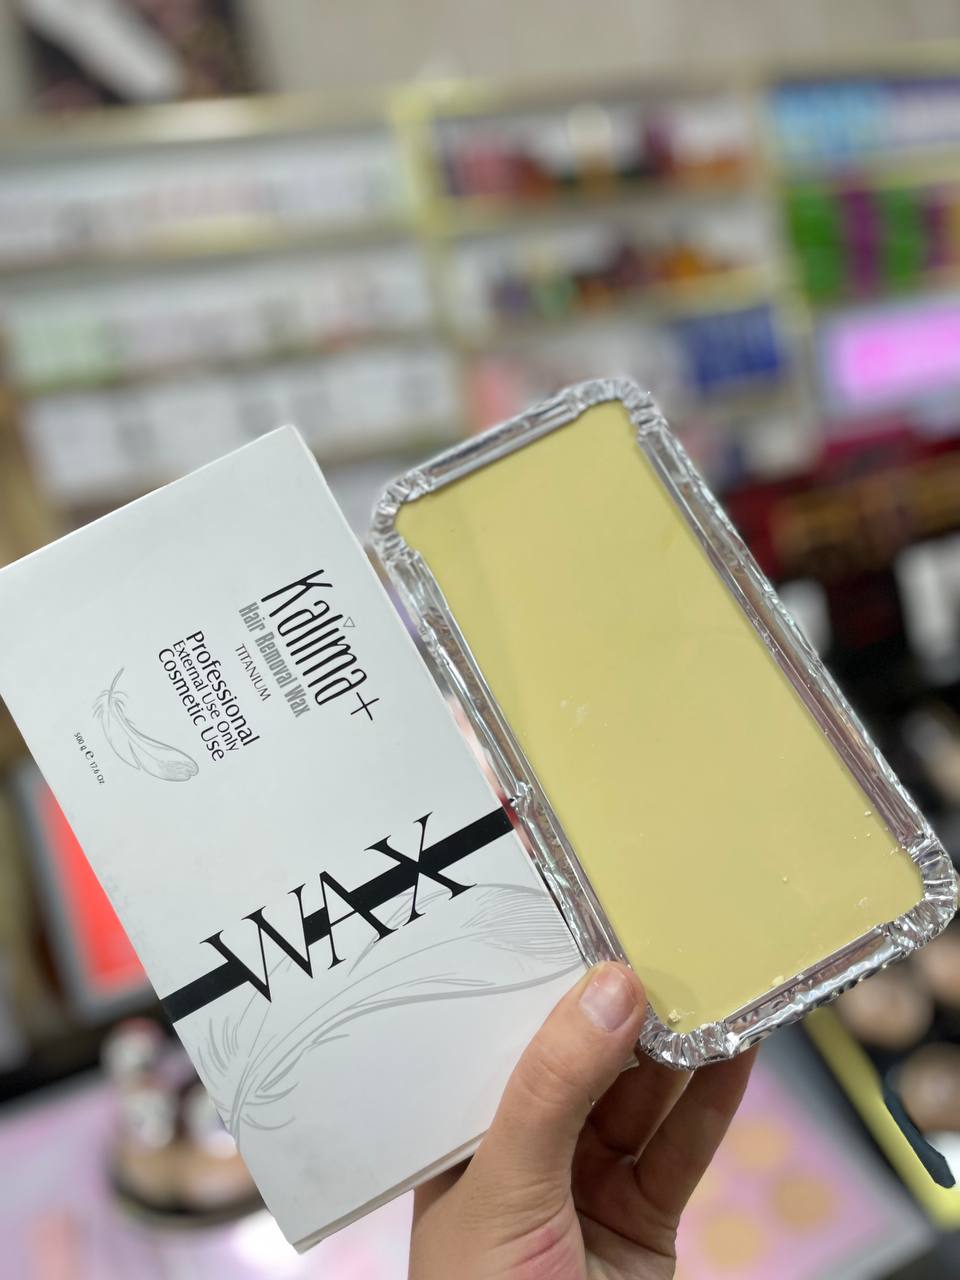 Kalima+
Hair Removal Wax
TITANIUM
Professional
External Use Only
Cosmetic Use
500 g e 17.6 Oz
WAX